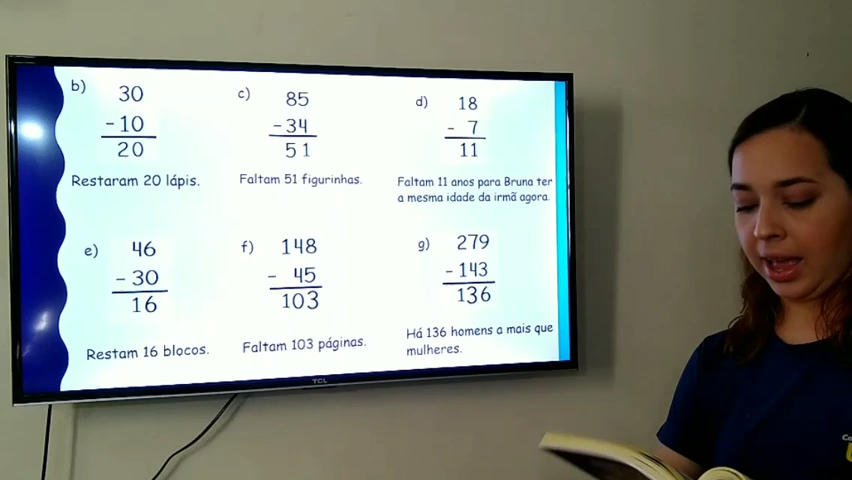 b)
30
- 10
20
Restaram 20 lápis.
c)
85
- 34
51
Faltam 51 figurinhas.
d)
18
- 7
11
Faltam 11 anos para Bruna ter
a mesma idade da irmã agora.
e)
46
- 30
16
Restam 16 blocos.
f)
148
- 45
103
Faltam 103 páginas.
g)
279
- 143
136
Há 136 homens a mais que
mulheres.
TCL